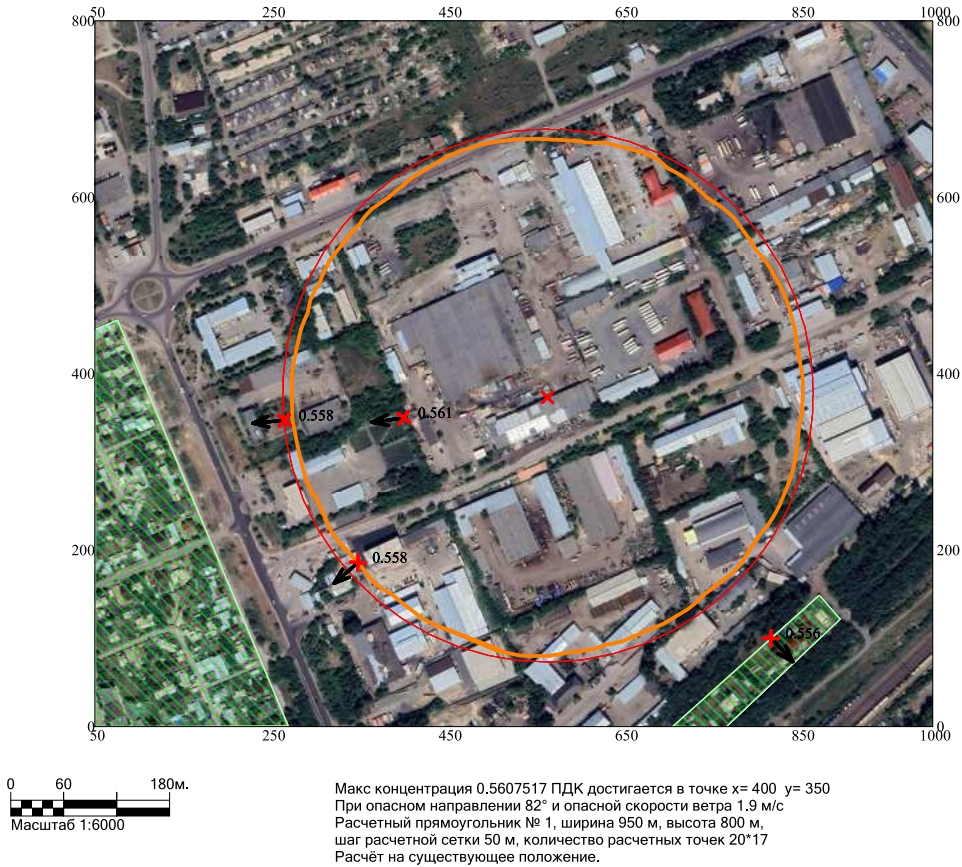 50 250 450 650 850 1000
800 800
600 600
400 400
0.558 0.561
200 200
0.558
0.556
0 0
50 250 450 650 850 1000
0 60 180м.
Масштаб 1:6000
Макс концентрация 0.5607517 ПДК достигается в точке x= 400 y= 350
При опасном направлении 82° и опасной скорости ветра 1.9 м/с
Расчетный прямоугольник № 1, ширина 950 м, высота 800 м,
шаг расчетной сетки 50 м, количество расчетных точек 20*17
Расчёт на существующее положение.